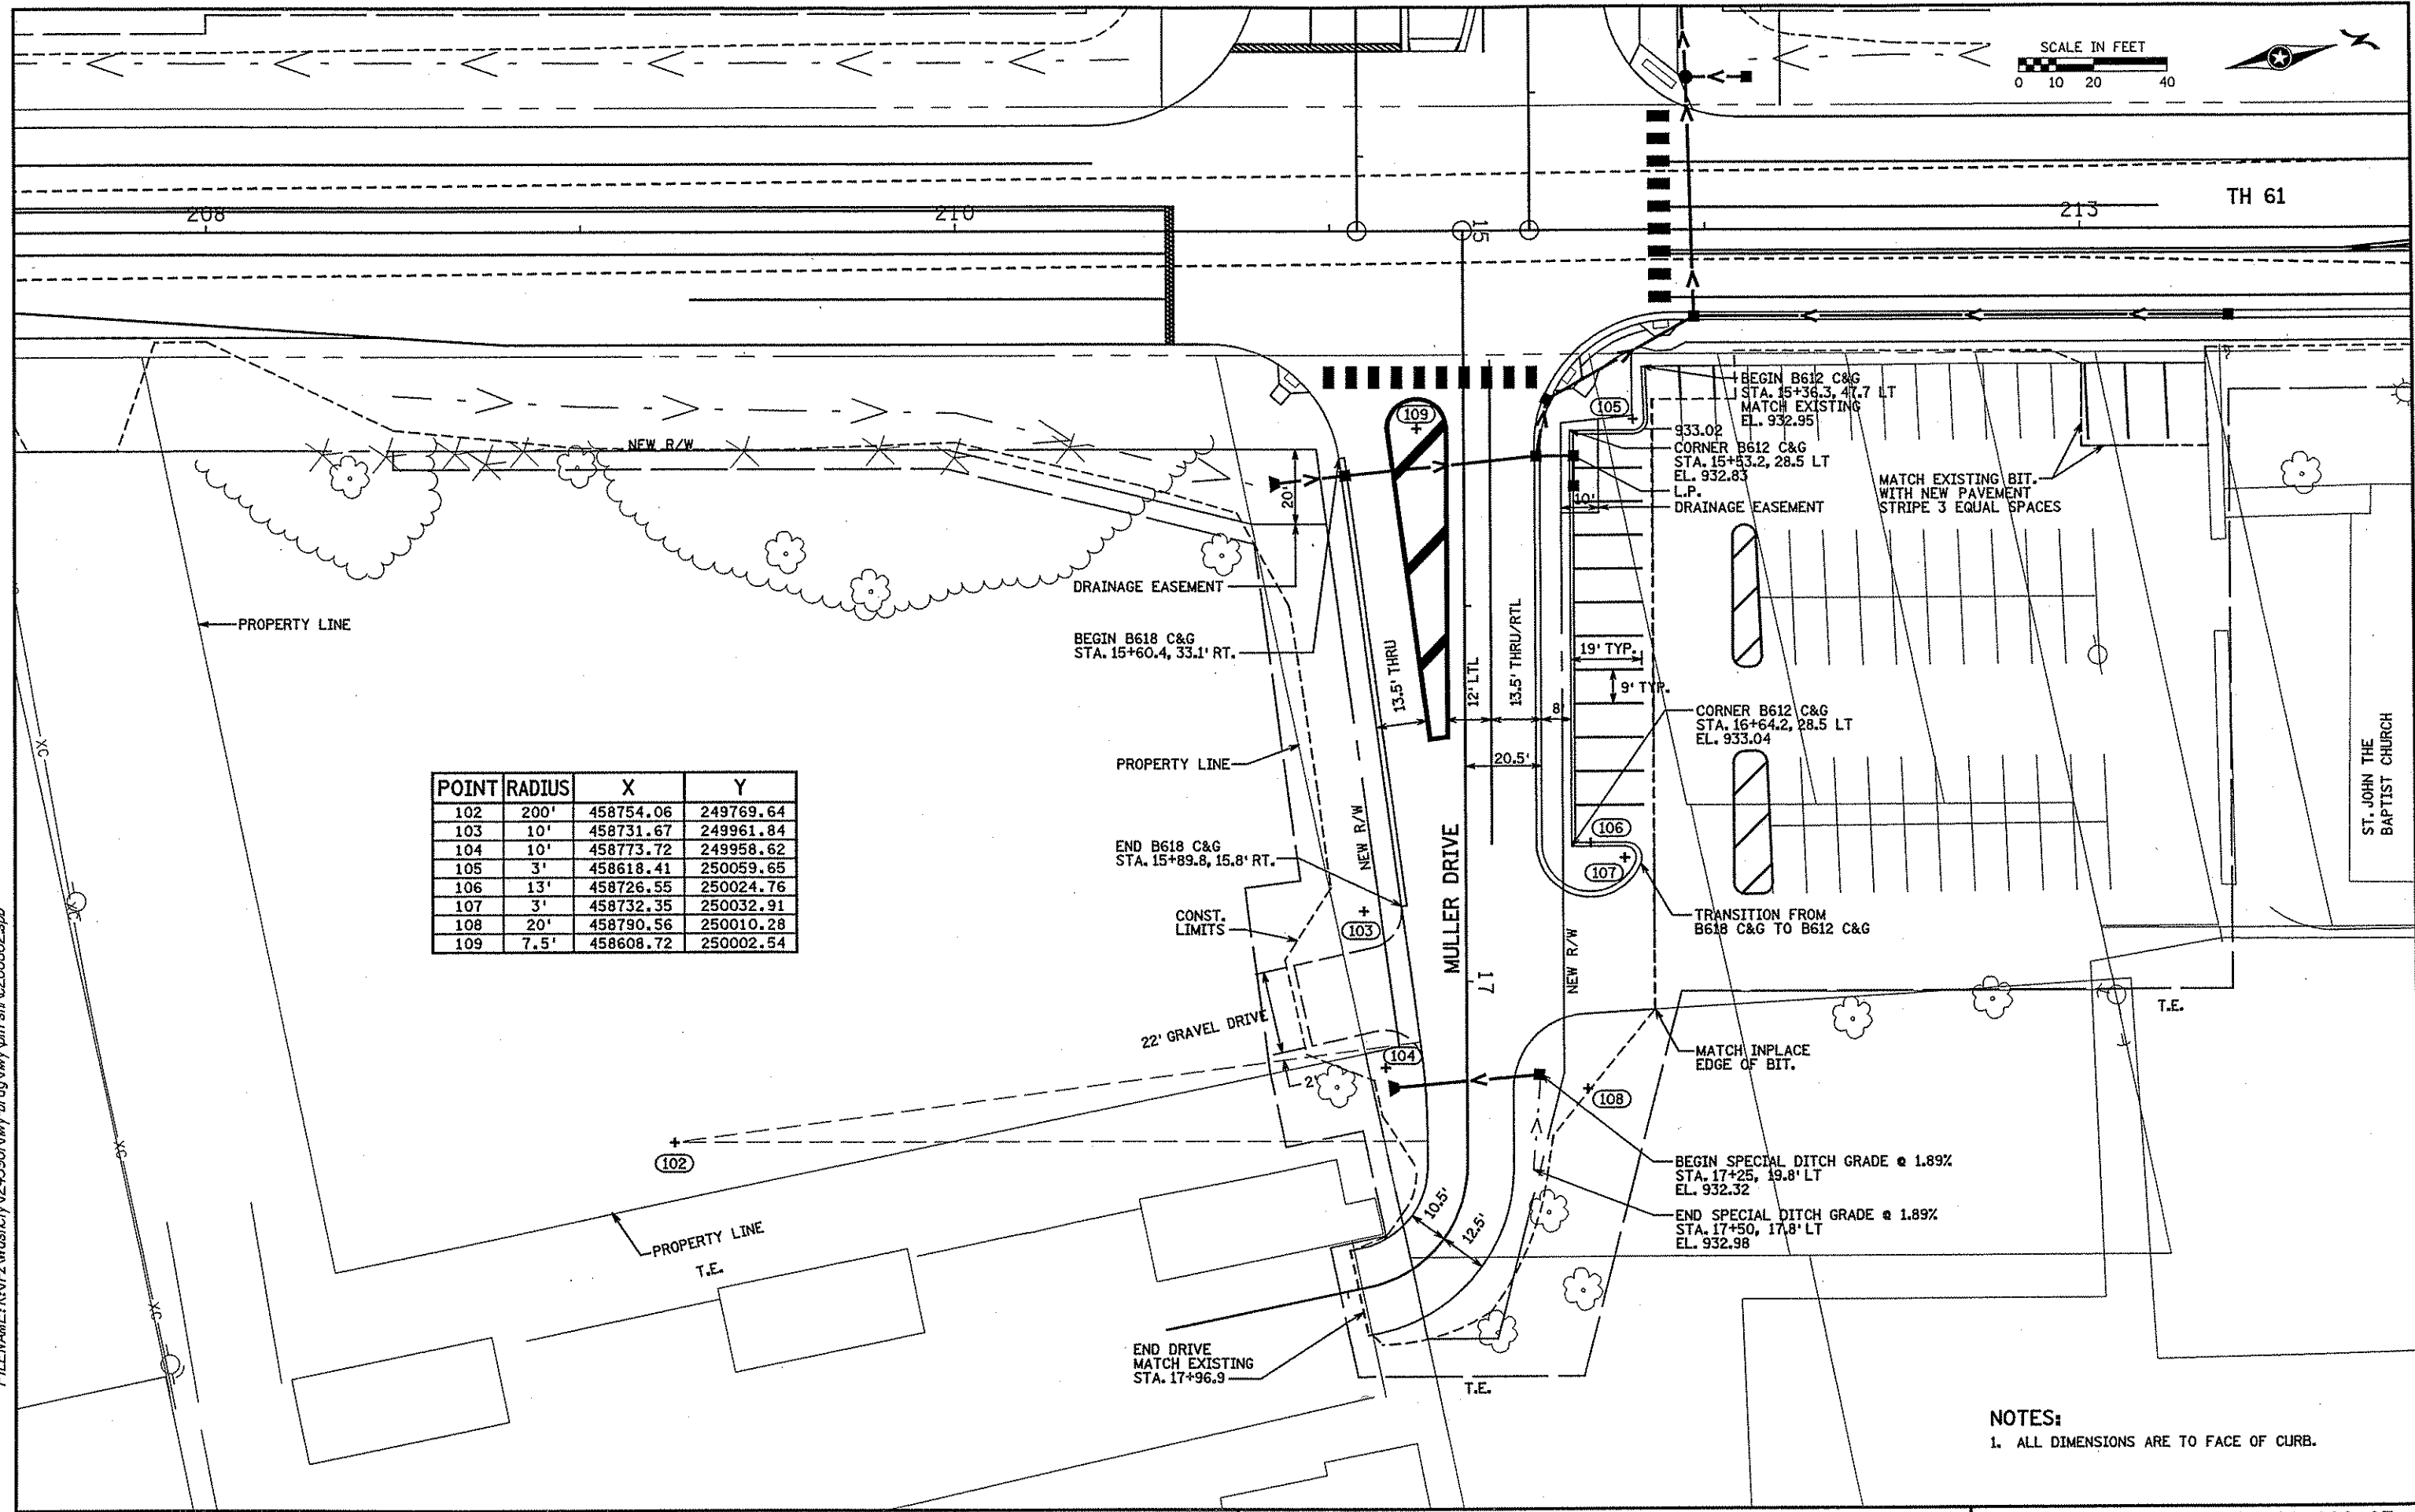 SCALE IN FEET
0 10 20 40
TH 61
208
210
213
15
BEGIN B612 C&G
STA. 15+36.3, 47.7 LT
MATCH EXISTING
EL. 932.95
105
109
933.02
CORNER B612 C&G
STA. 15+53.2, 28.5 LT
EL. 932.83
L.P.
DRAINAGE EASEMENT
10'
MATCH EXISTING BIT.
WITH NEW PAVEMENT
STRIPE 3 EQUAL SPACES
NEW R/W
20'
DRAINAGE EASEMENT
PROPERTY LINE
BEGIN B618 C&G
STA. 15+60.4, 33.1' RT.
13.5' THRU
12' LTL
13.5' THRU/RTL
19' TYP.
9' TYP.
8'
20.5'
CORNER B612 C&G
STA. 16+64.2, 28.5 LT
EL. 933.04
ST. JOHN THE
BAPTIST CHURCH
XC
PROPERTY LINE
POINT RADIUS X Y
102 200' 458754.06 249769.64
103 10' 458731.67 249961.84
104 10' 458773.72 249958.62
105 3' 458618.41 250059.65
106 13' 458726.55 250024.76
107 3' 458732.35 250032.91
108 20' 458790.56 250010.28
109 7.5' 458608.72 250002.54
NEW R/W
END B618 C&G
STA. 15+89.8, 15.8' RT.
MULLER DRIVE
106
107
XC
CONST.
LIMITS
103
TRANSITION FROM
B618 C&G TO B612 C&G
NEW R/W
17
T.E.
22' GRAVEL DRIVE
104
2'
MATCH INPLACE
EDGE OF BIT.
108
XC
102
BEGIN SPECIAL DITCH GRADE @ 1.89%
STA. 17+25, 19.8' LT
EL. 932.32
END SPECIAL DITCH GRADE @ 1.89%
STA. 17+50, 17.8' LT
EL. 932.98
10.5'
12.5'
PROPERTY LINE
T.E.
XC
END DRIVE
MATCH EXISTING
STA. 17+96.9
T.E.
NOTES:
1. ALL DIMENSIONS ARE TO FACE OF CURB.